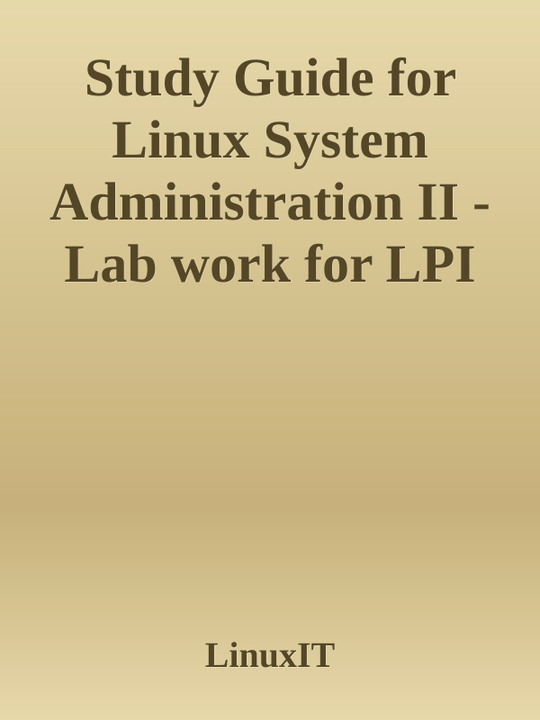 Study Guide for
Linux System
Administration II -
Lab work for LPI
LinuxIT